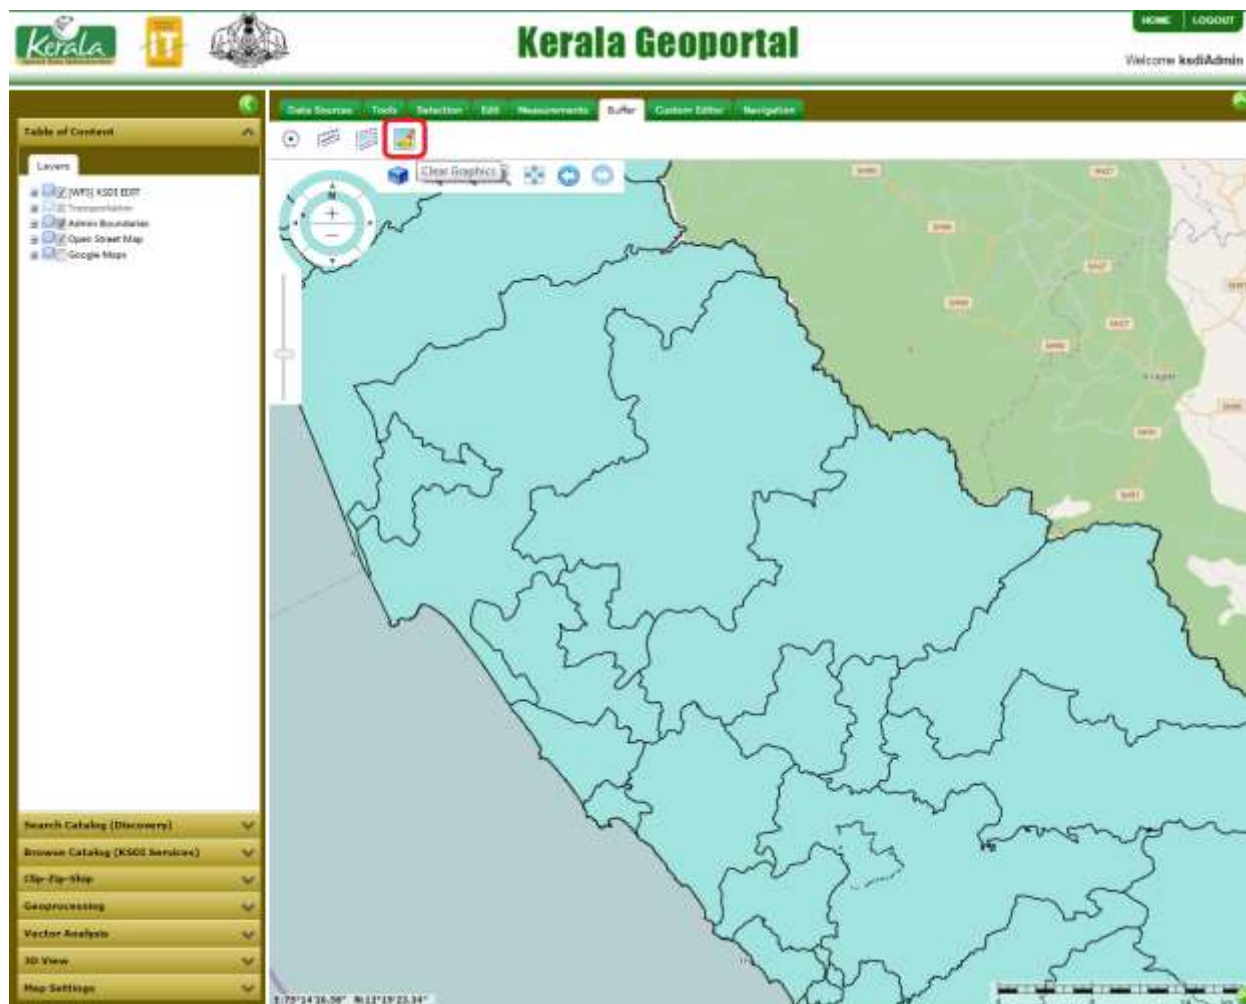 Kerala
IT
Kerala Geoportal
HOME LOGOUT
Welcome ksdiAdmin
Data Sources Tools Selection Edit Measurements Buffer Custom Editor Navigation
Table of Content
Clear Graphics
Layers
N
[WFS] KSDI EDIT
Transportation
Admin Boundaries
Open Street Map
Google Maps
Search Catalog (Discovery)
Browse Catalog (KSDI Services)
Clip-Zip-Ship
Geoprocessing
Vector Analysis
3D View
Map Settings